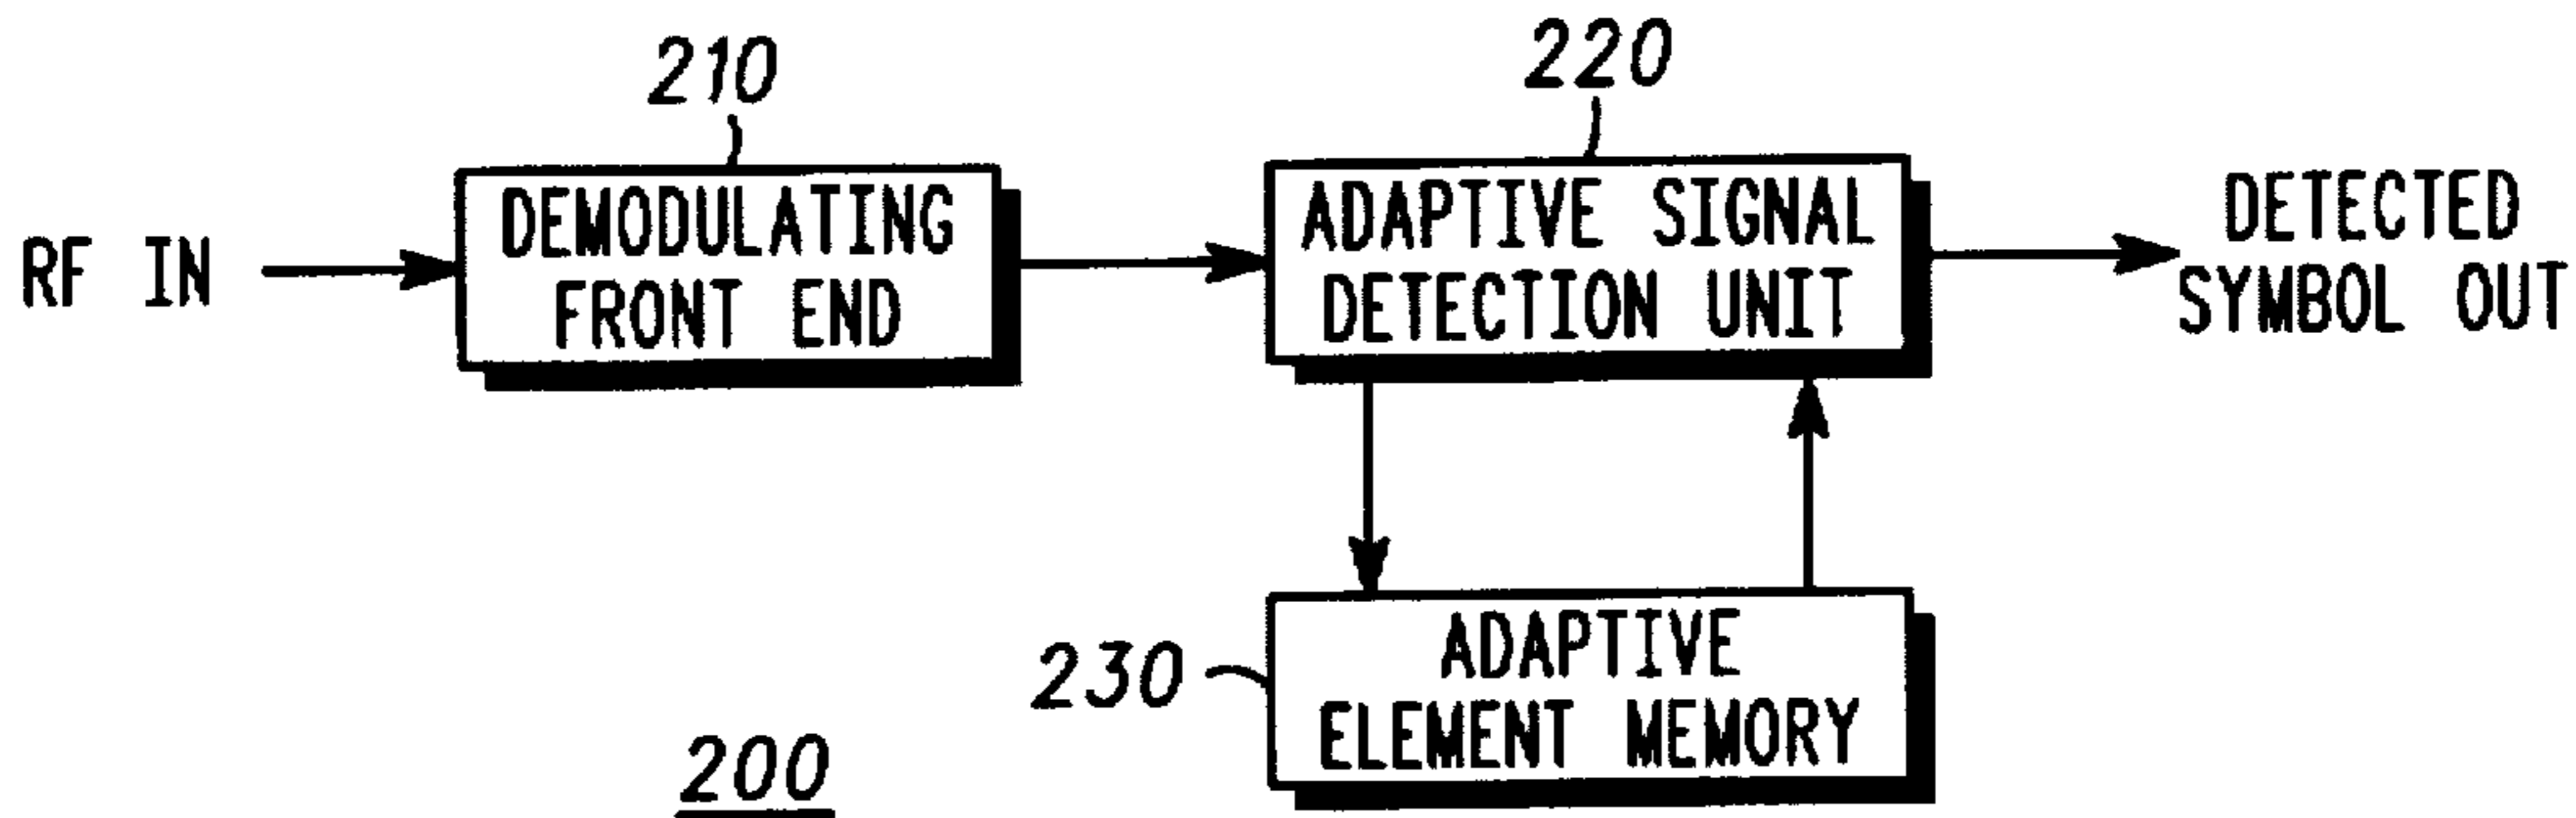 210
220
RF IN
DEMODULATING
FRONT END
ADAPTIVE SIGNAL
DETECTION UNIT
DETECTED
SYMBOL OUT
230
ADAPTIVE
ELEMENT MEMORY
200